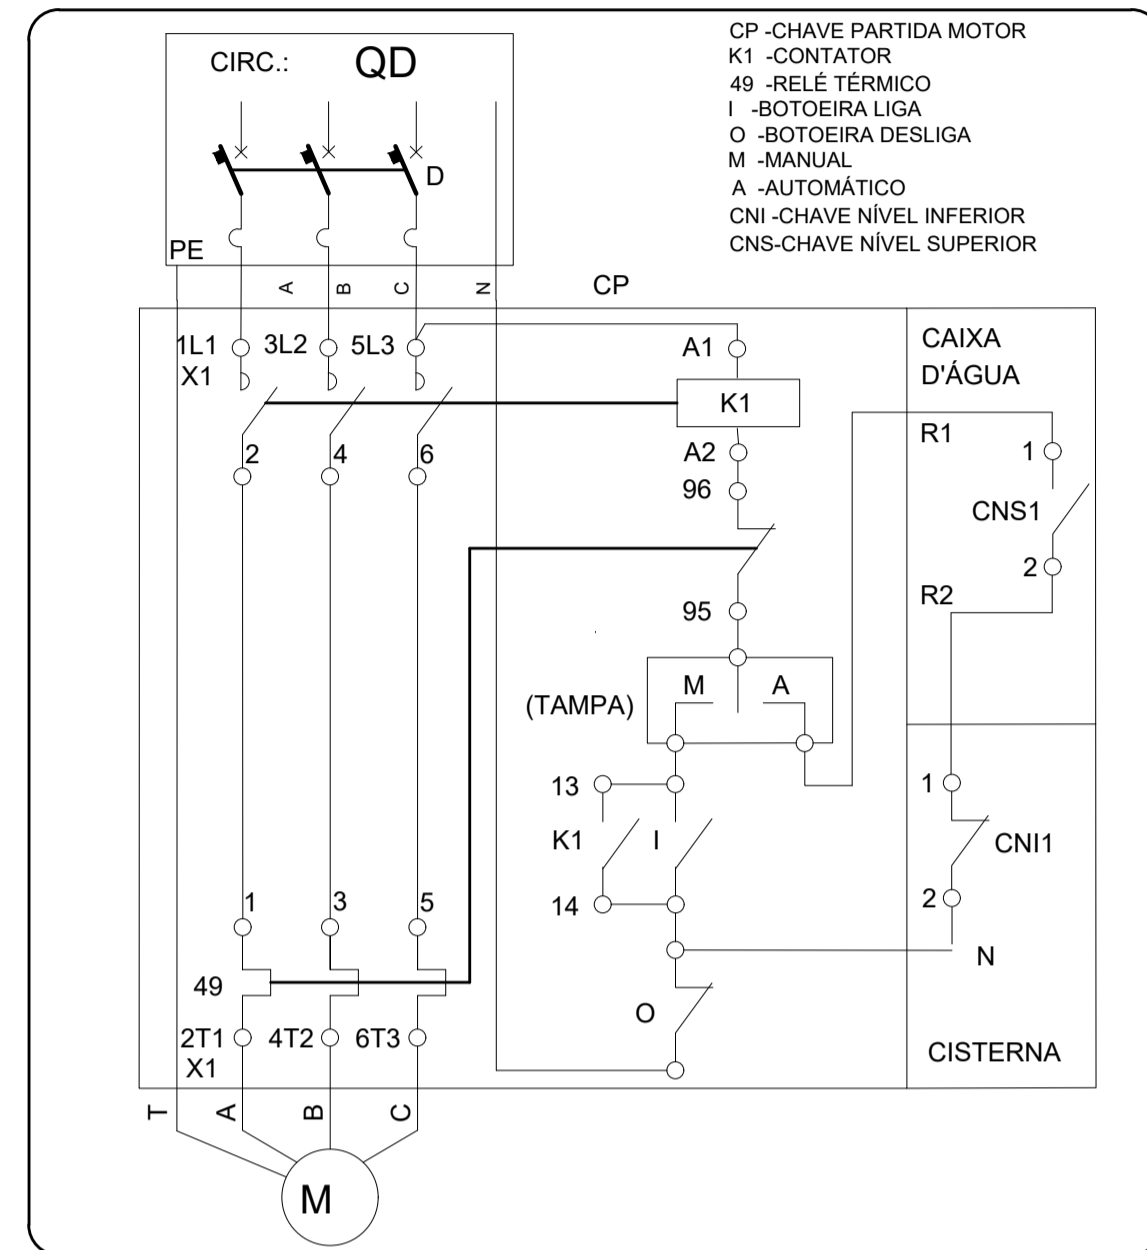 CP -CHAVE PARTIDA MOTOR
K1 -CONTATOR
49 -RELÉ TÉRMICO
I -BOTOEIRA LIGA
O -BOTOEIRA DESLIGA
M -MANUAL
A -AUTOMÁTICO
CNI -CHAVE NÍVEL INFERIOR
CNS-CHAVE NÍVEL SUPERIOR
CIRC.: QD
D
PE
A B C N
CP
1L1 3L2 5L3
X1
A1
K1
A2
96
2 4 6
95
(TAMPA)
M A
13
K1 I
14
O
1 3 5
49
2T1 4T2 6T3
X1
T A B C
M
CAIXA
D'ÁGUA
R1
1
CNS1
2
R2
1
CNI1
2
N
CISTERNA